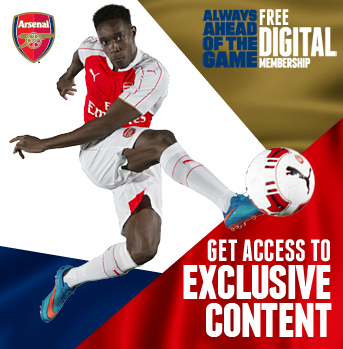 Arsenal
ALWAYS
AHEAD
OF THE
GAME
FREE
DIGITAL
MEMBERSHIP
Fly
Emirates
GET ACCESS TO
EXCLUSIVE
CONTENT